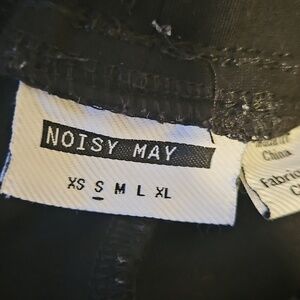 NOISY MAY
XS S M L XL
Made in
China
Fabric